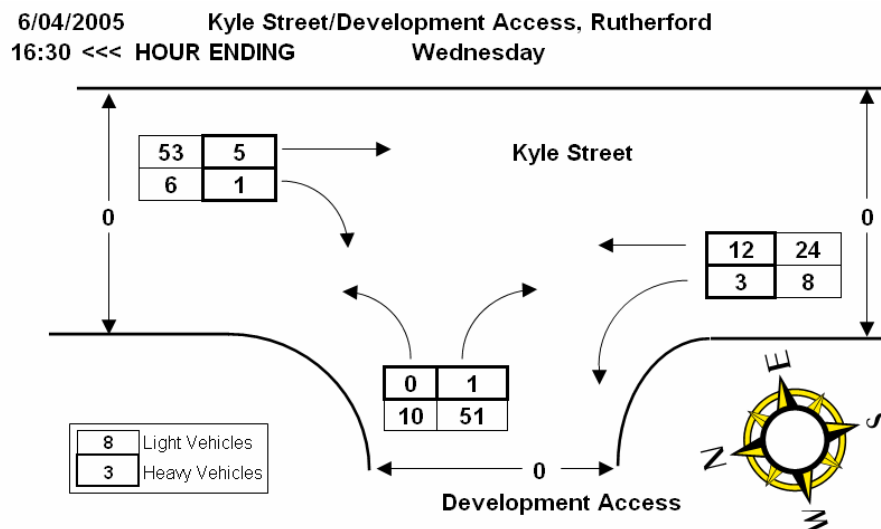 6/04/2005 Kyle Street/Development Access, Rutherford
16:30 <<< HOUR ENDING Wednesday
53 5
6 1
Kyle Street
0
0
12 24
3 8
0 1
10 51
8 Light Vehicles
3 Heavy Vehicles
0
Development Access
E
S
N
W